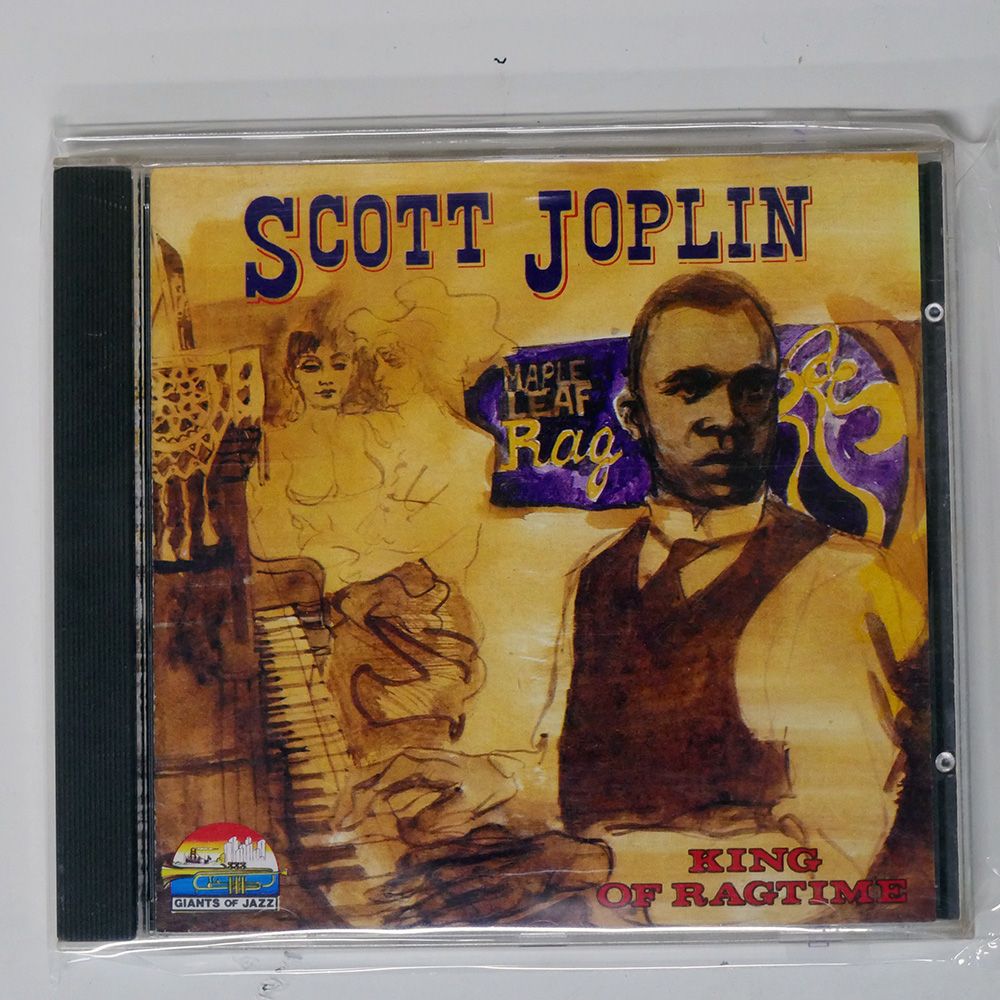 SCOTT JOPLIN
MAPLE
LEAF
Rag
KING
OF RAGTIME
GIANTS OF JAZZ